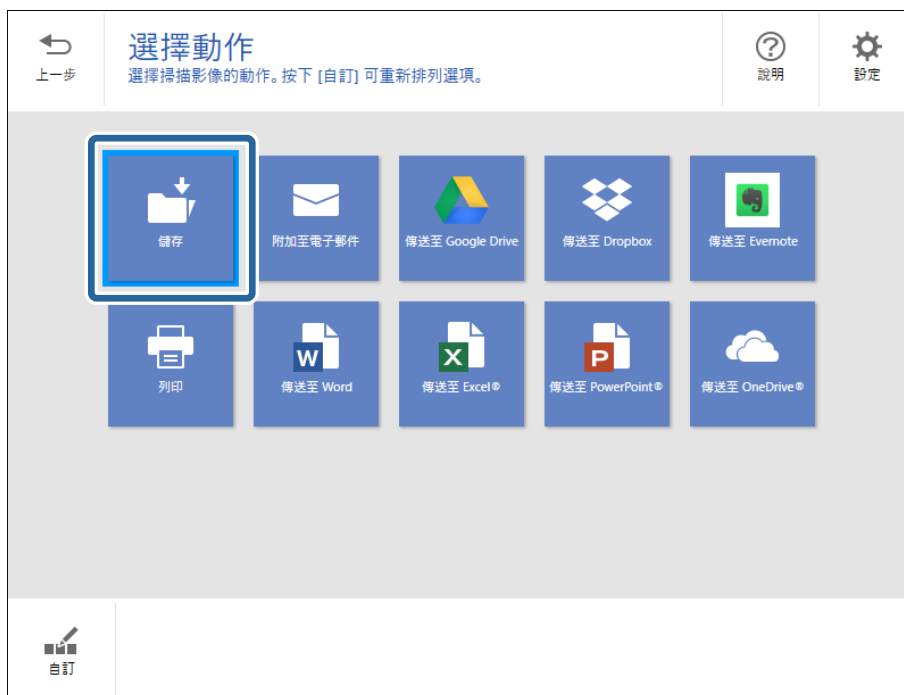 上一步
選擇動作
選擇掃描影像的動作。按下 [自訂] 可重新排列選項。
說明
設定
儲存
附加至電子郵件
傳送至 Google Drive
傳送至 Dropbox
傳送至 Evernote
列印
W
傳送至 Word
X
傳送至 Excel®
P
傳送至 PowerPoint®
傳送至 OneDrive®
自訂